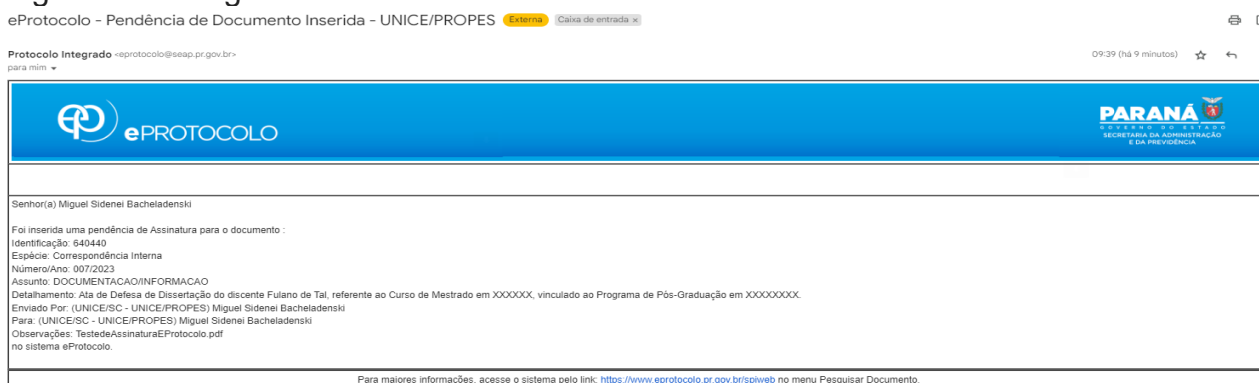 eProtocolo - Pendência de Documento Inserida - UNICE/PROPES Externa Caixa de entrada x
Protocolo Integrado <eprotocolo@seap.pr.gov.br> 09:39 (há 9 minutos)
para mim
eProtocolo
PARANÁ
GOVERNO DO ESTADO
SECRETARIA DA ADMINISTRAÇÃO
E DA PREVIDÊNCIA
Senhor(a) Miguel Sidenei Bacheladenski
Foi inserida uma pendência de Assinatura para o documento :
Identificação: 640440
Espécie: Correspondência Interna
Número/Ano: 007/2023
Assunto: DOCUMENTACAO/INFORMACAO
Detalhamento: Ata de Defesa de Dissertação do discente Fulano de Tal, referente ao Curso de Mestrado em XXXXXX, vinculado ao Programa de Pós-Graduação em XXXXXXXX.
Enviado Por: (UNICE/SC - UNICE/PROPES) Miguel Sidenei Bacheladenski
Para: (UNICE/SC - UNICE/PROPES) Miguel Sidenei Bacheladenski
Observações: TestedeAssinaturaEProtocolo.pdf
no sistema eProtocolo.
Para maiores informações, acesse o sistema pelo link: https://www.eprotocolo.pr.gov.br/spiweb no menu Pesquisar Documento.